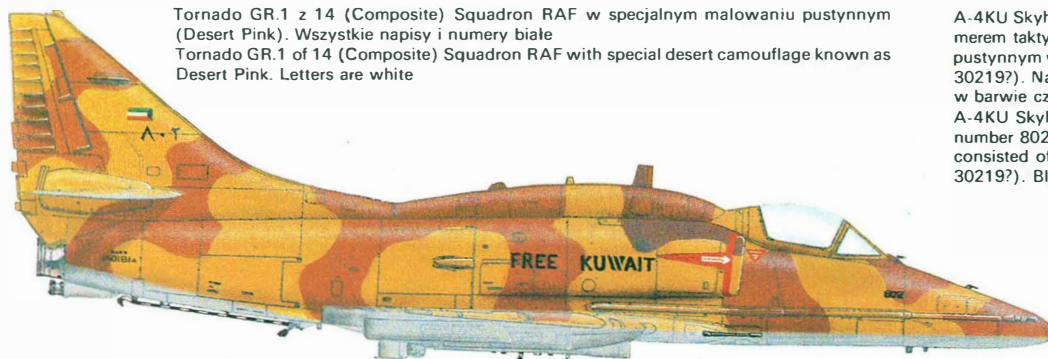 Tornado GR.1 z 14 (Composite) Squadron RAF w specjalnym malowaniu pustynnym
(Desert Pink). Wszystkie napisy i numery białe
Tornado GR.1 of 14 (Composite) Squadron RAF with special desert camouflage known as
Desert Pink. Letters are white
A-4KU Skyh
merem takty
pustynnym w
30219?). Na
w barwie cz
A-4KU Skyh
number 802
consisted of
30219?). Bl
٨٠٢
FREE KUWAIT
802